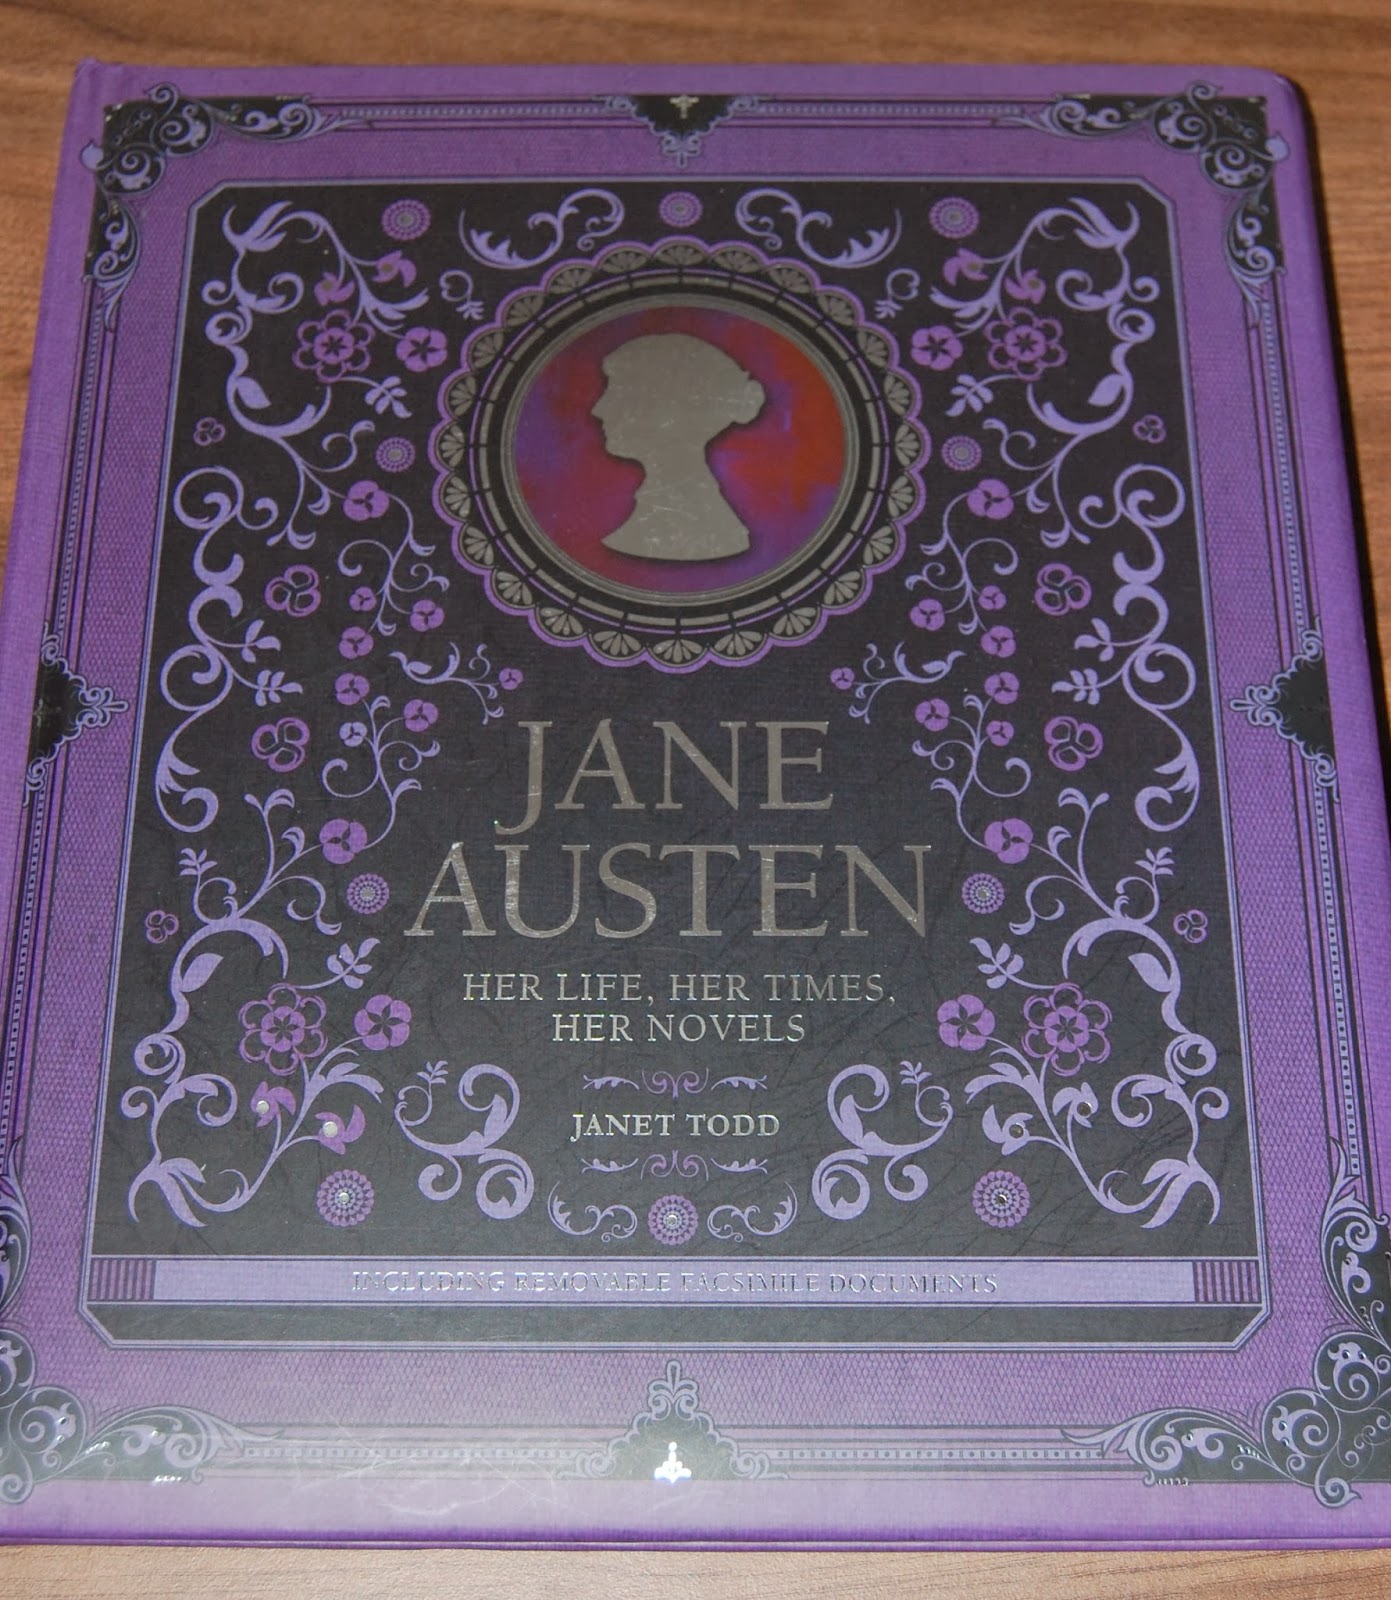 JANE
AUSTEN
HER LIFE, HER TIMES,
HER NOVELS
JANET TODD
INCLUDING REMOVABLE FACSIMILE DOCUMENTS